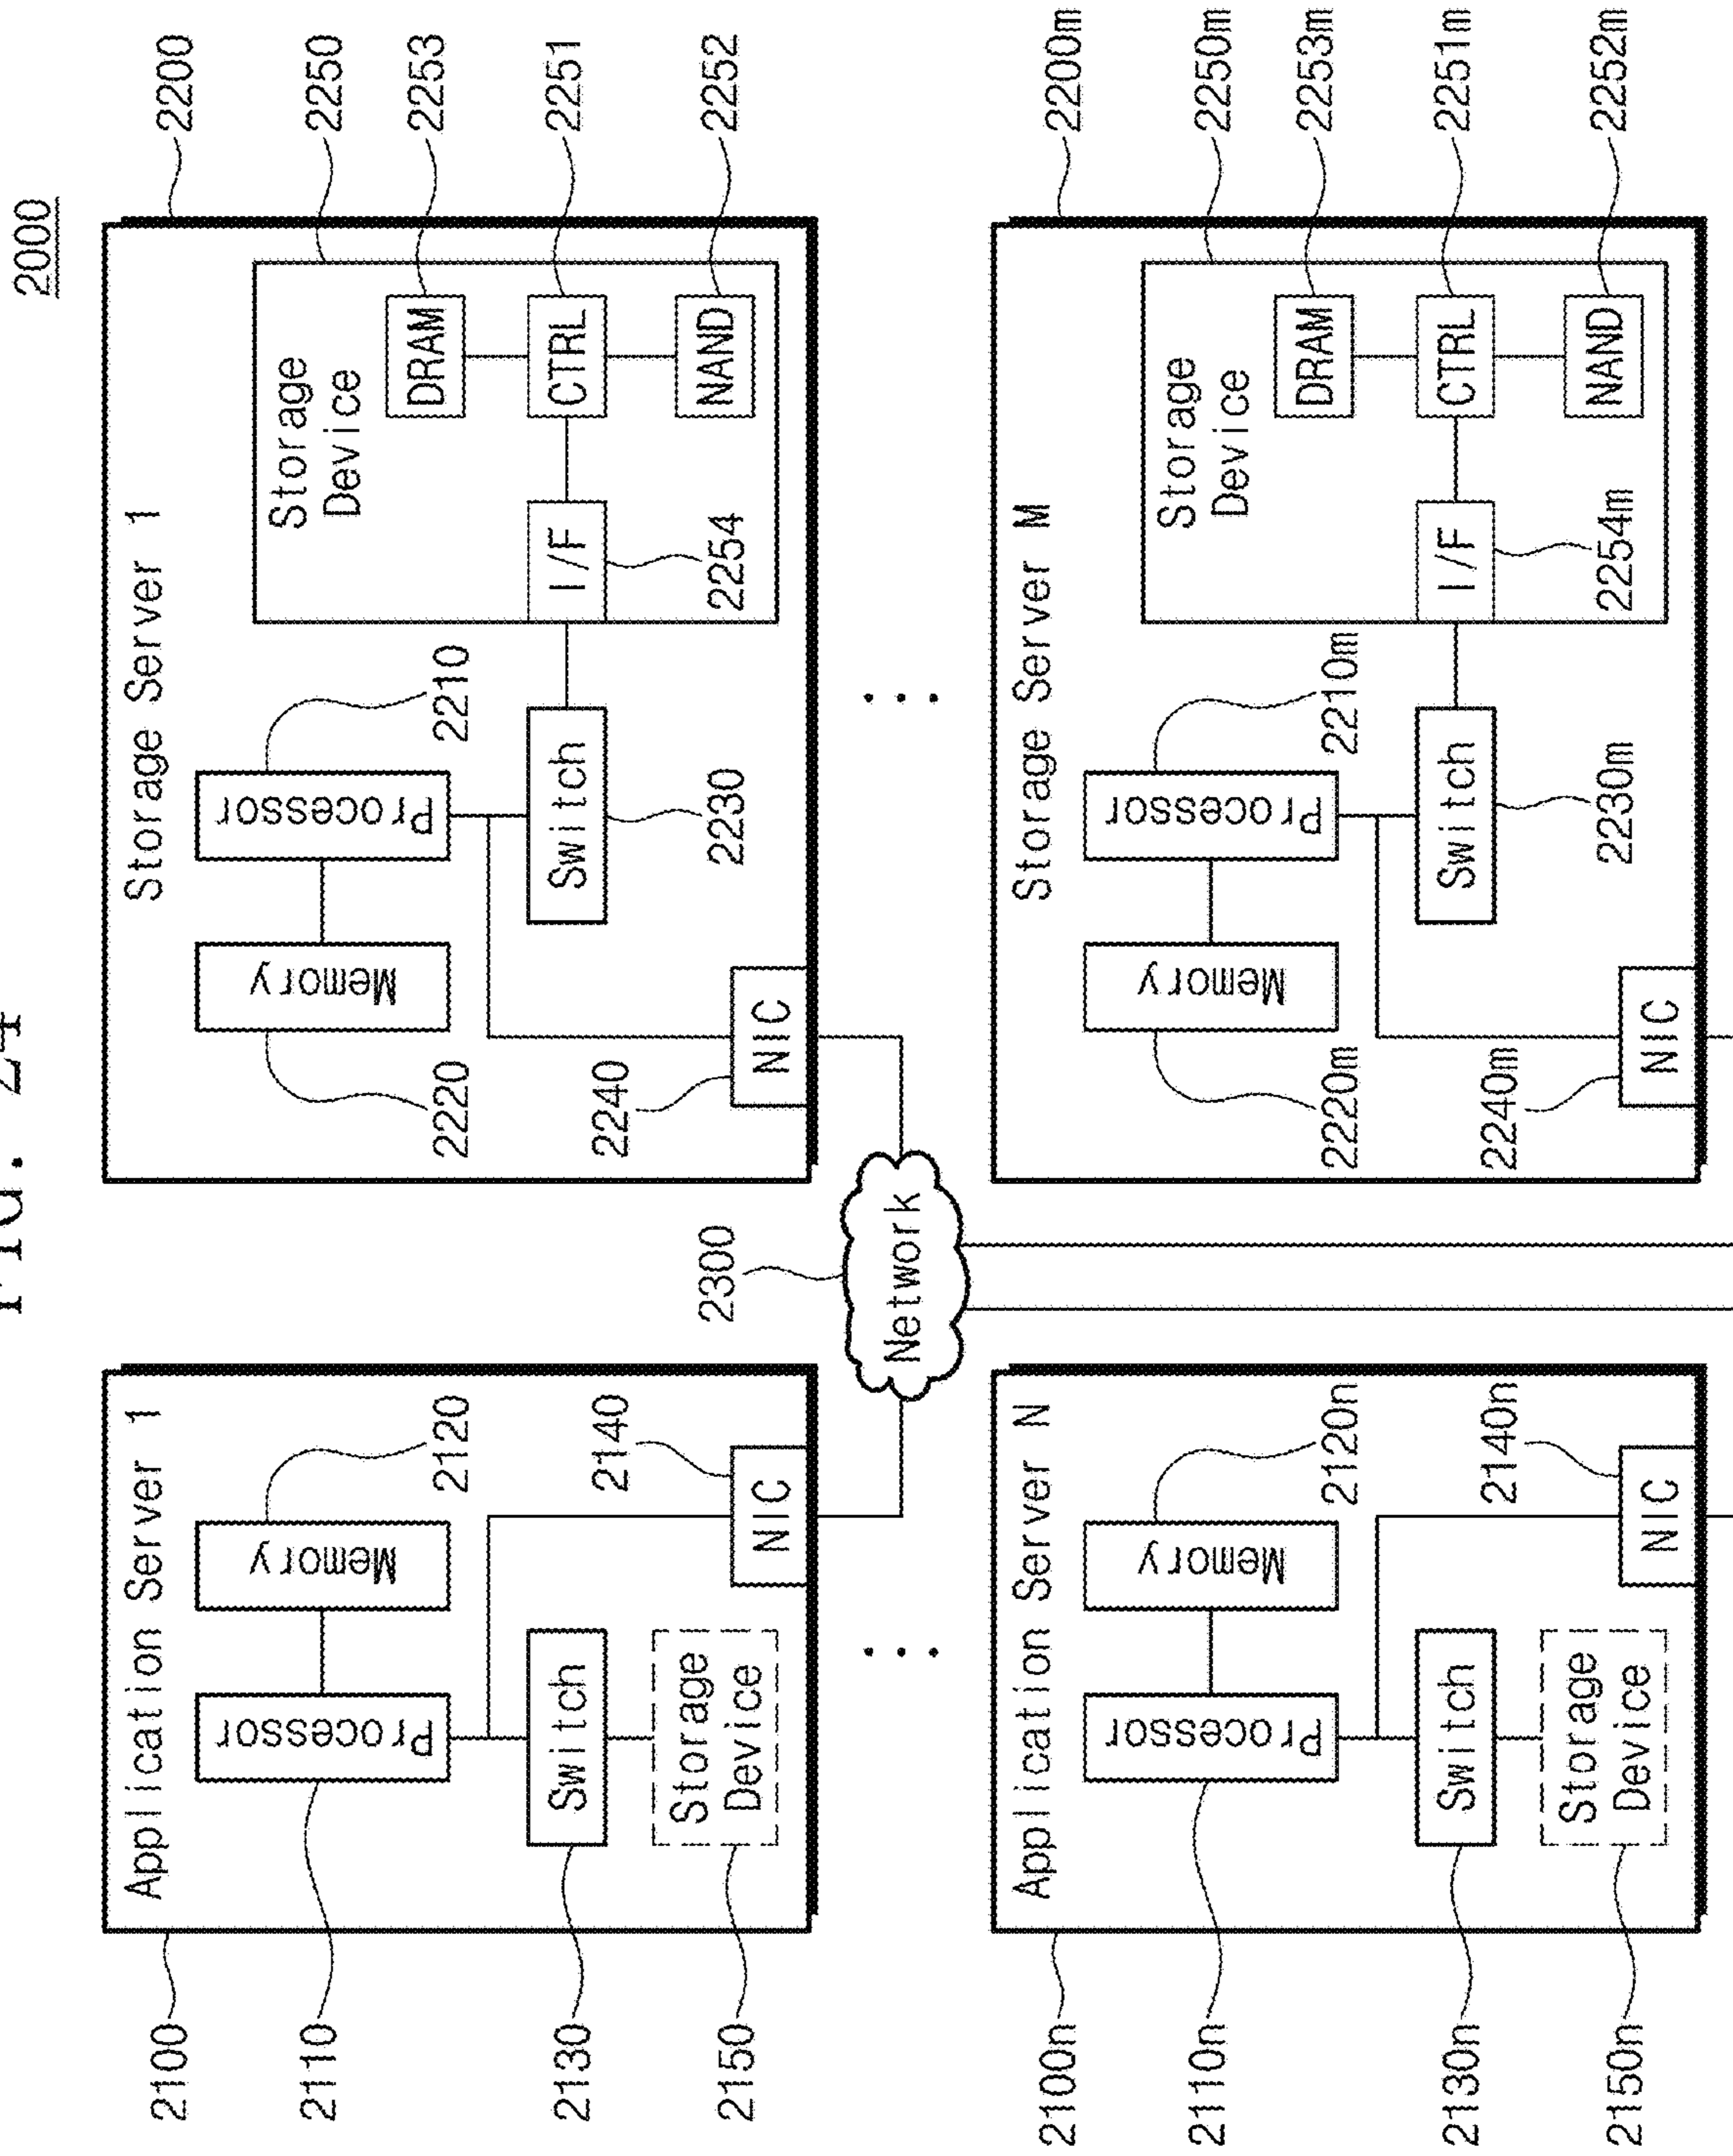 FIG. 24
2000
Application Server 1
Memory
Processor
Switch
Storage
Device
NIC
2100
2110
2120
2130
2140
2150
Storage Server 1
Memory
Processor
Switch
NIC
Storage
Device
DRAM
CTRL
NAND
I/F
2200
2250
2253
2251
2252
2254
2210
2220
2230
2240
2300
Network
Application Server N
Memory
Processor
Switch
Storage
Device
NIC
2100n
2110n
2120n
2130n
2140n
2150n
Storage Server M
Memory
Processor
Switch
NIC
Storage
Device
DRAM
CTRL
NAND
I/F
2200m
2250m
2253m
2251m
2252m
2254m
2210m
2220m
2230m
2240m